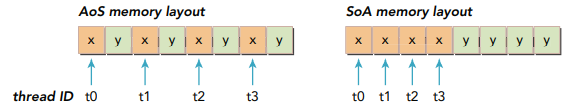 AoS memory layout SoA memory layout
x y x y x y x y x x x x y y y y
thread ID t0 t1 t2 t3 t0 t1 t2 t3